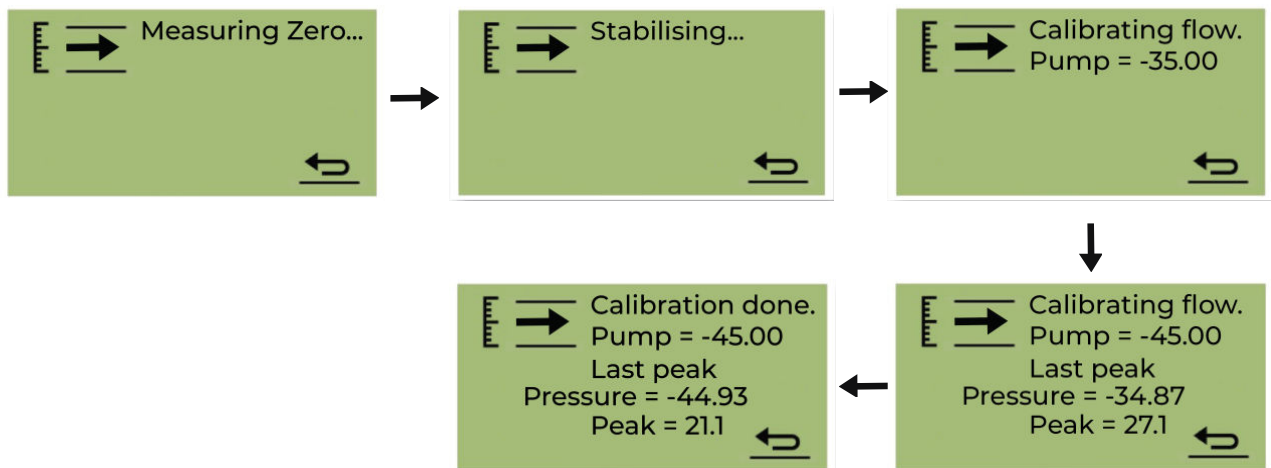 Measuring Zero...
Stabilising...
Calibrating flow.
Pump = -35.00
Calibrating flow.
Pump = -45.00
Last peak
Pressure = -34.87
Peak = 27.1
Calibration done.
Pump = -45.00
Last peak
Pressure = -44.93
Peak = 21.1